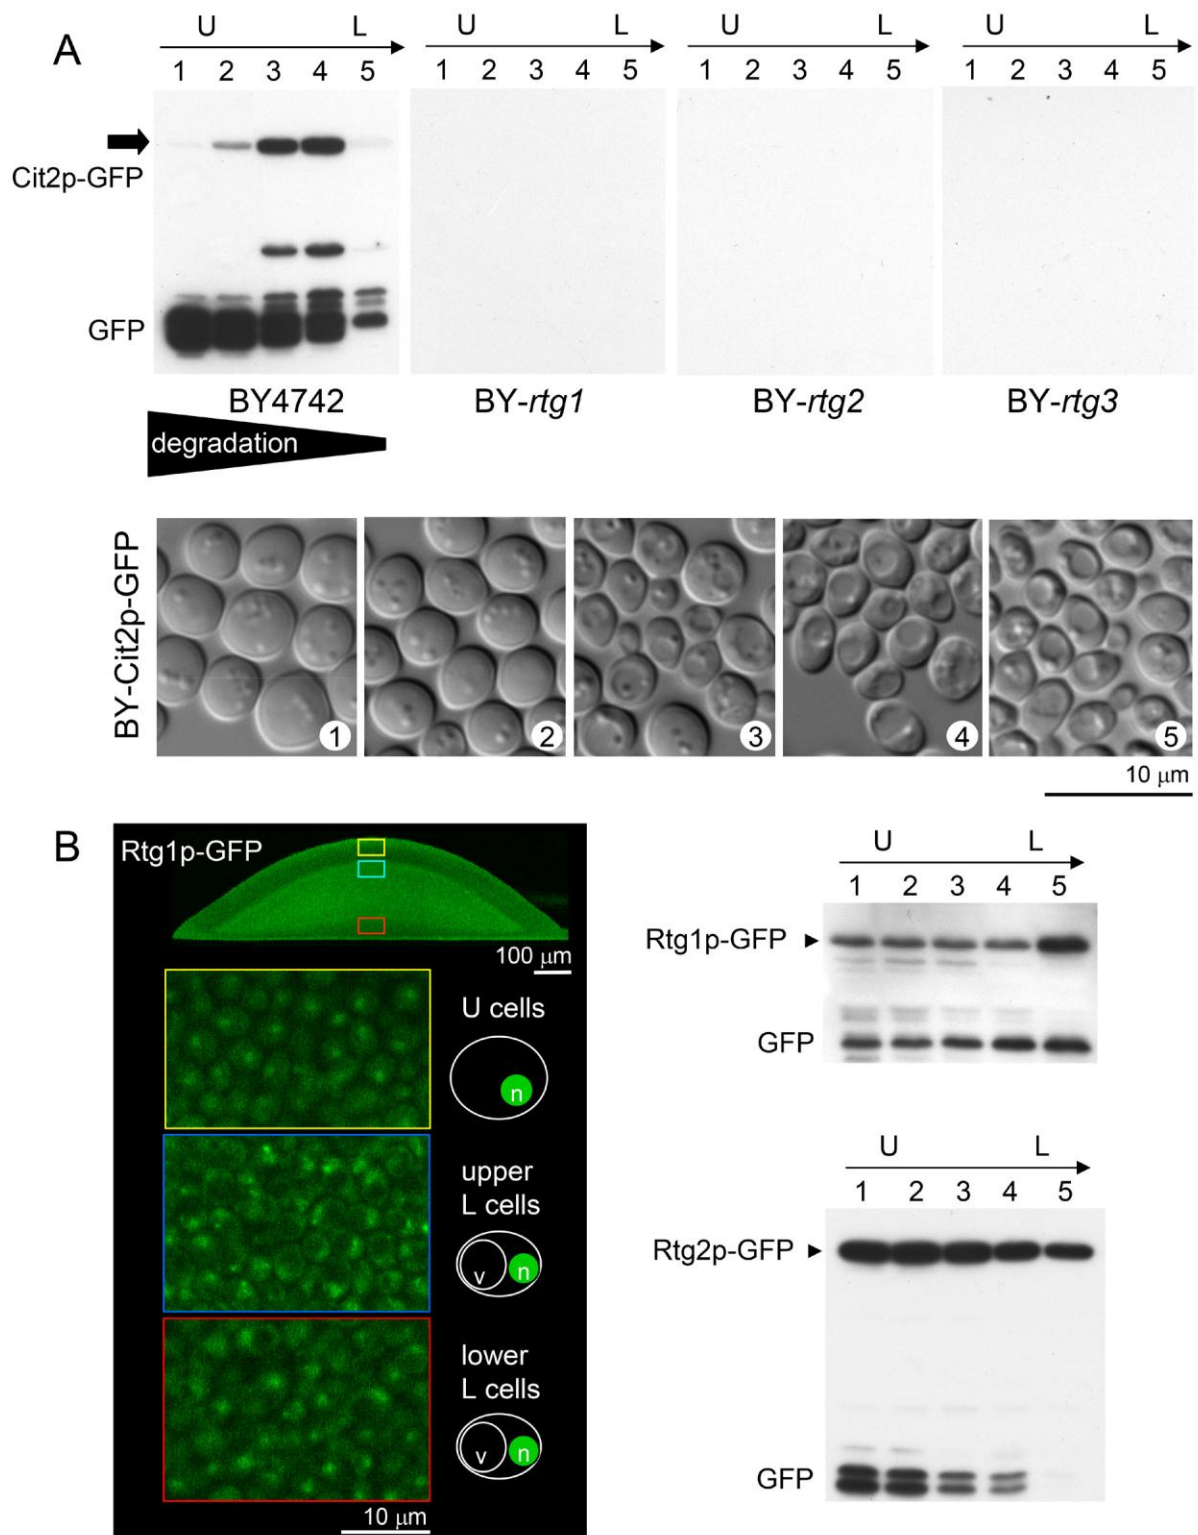 A
U L
1 2 3 4 5
U L
1 2 3 4 5
U L
1 2 3 4 5
U L
1 2 3 4 5
Cit2p-GFP
GFP
BY4742
BY-rtg1
BY-rtg2
BY-rtg3
degradation
BY-Cit2p-GFP
1
2
3
4
5
10 μm
B
Rtg1p-GFP
100 μm
U cells
n
upper
L cells
v n
lower
L cells
v n
10 μm
U L
1 2 3 4 5
Rtg1p-GFP
GFP
U L
1 2 3 4 5
Rtg2p-GFP
GFP